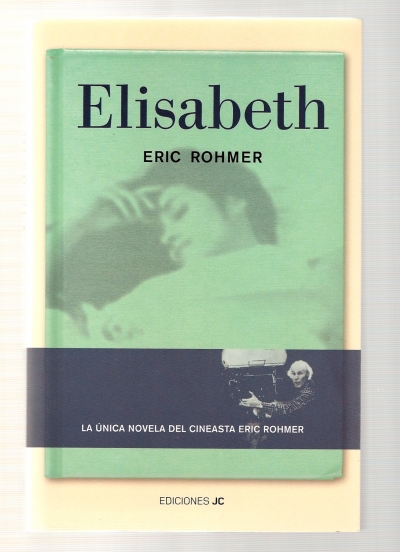 Elisabeth
ERIC ROHMER
LA ÚNICA NOVELA DEL CINEASTA ERIC ROHMER
EDICIONES JC